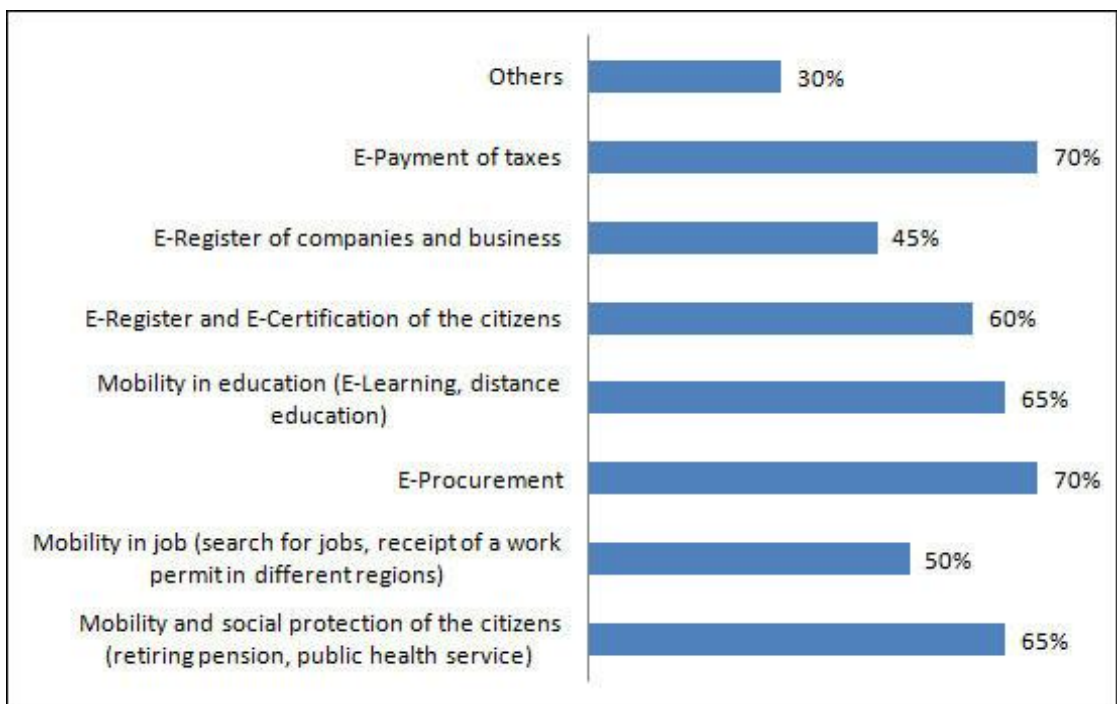 Others
30%
E-Payment of taxes
70%
E-Register of companies and business
45%
E-Register and E-Certification of the citizens
60%
Mobility in education (E-Learning, distance
education)
65%
E-Procurement
70%
Mobility in job (search for jobs, receipt of a work
permit in different regions)
50%
Mobility and social protection of the citizens
(retiring pension, public health service)
65%